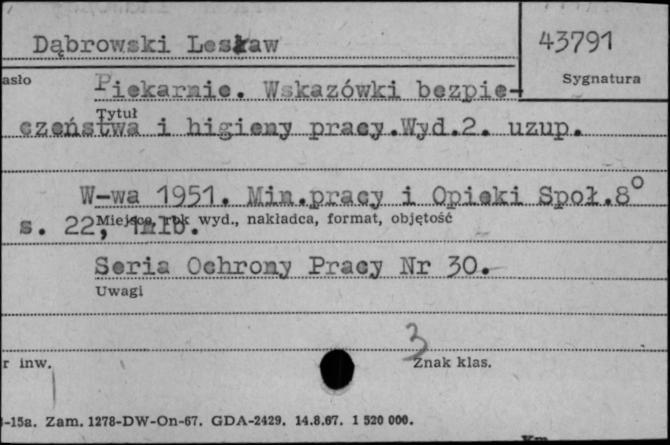 Dąbrowski Lesław
43791
asło
Sygnatura
Piekarnie. Wskazówki bezpie-
Tytuł
czeństwa i higieny pracy.Wyd.2. uzup.
W-wa 1951. Min.pracy i Opieki Społ.8°
Miejsce, rok wyd., nakładca, format, objętość
s. 22, 1nlb.
Seria Ochrony Pracy Nr 30.
Uwagi
3
r inw.
Znak klas.
-15a. Zam. 1278-DW-On-67. GDA-2429. 14.8.67. 1 520 000.